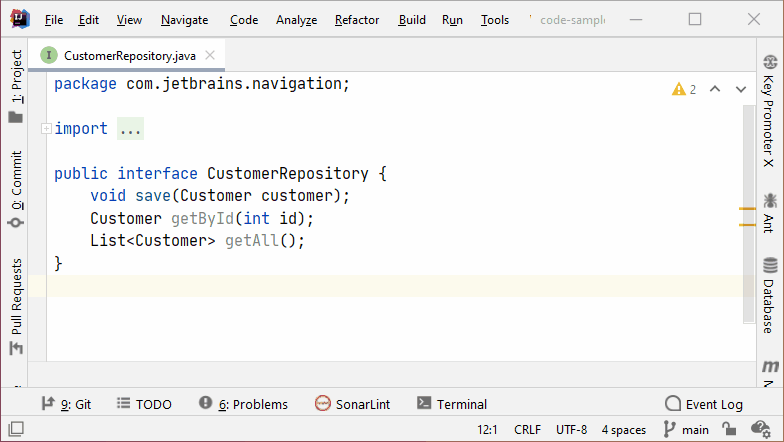 File Edit View Navigate Code Analyze Refactor Build Run Tools code-sample
CustomerRepository.java
1: Project
0: Commit
Pull Requests
package com.jetbrains.navigation;
2
import ...
public interface CustomerRepository {
void save(Customer customer);
Customer getById(int id);
List<Customer> getAll();
}
Key Promoter X
Ant
Database
9: Git TODO 6: Problems SonarLint Terminal Event Log
12:1 CRLF UTF-8 4 spaces main